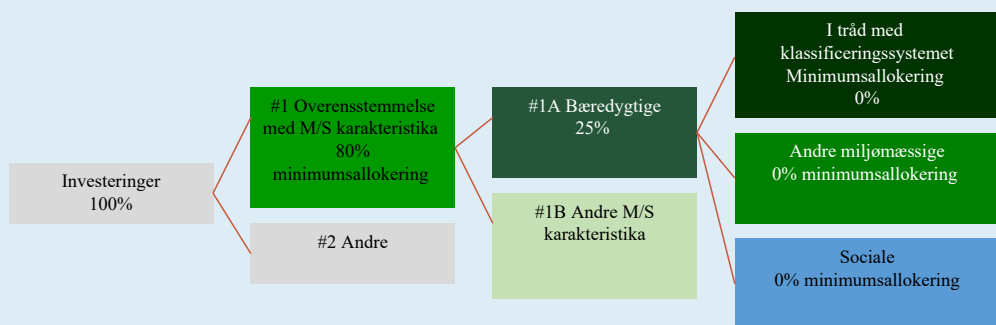 Investeringer
100%
#1 Overensstemmelse
med M/S karakteristika
80%
minimumsallokering
#2 Andre
#1A Bæredygtige
25%
#1B Andre M/S
karakteristika
I tråd med
klassificeringssystemet
Minimumsallokering
0%
Andre miljømæssige
0% minimumsallokering
Sociale
0% minimumsallokering